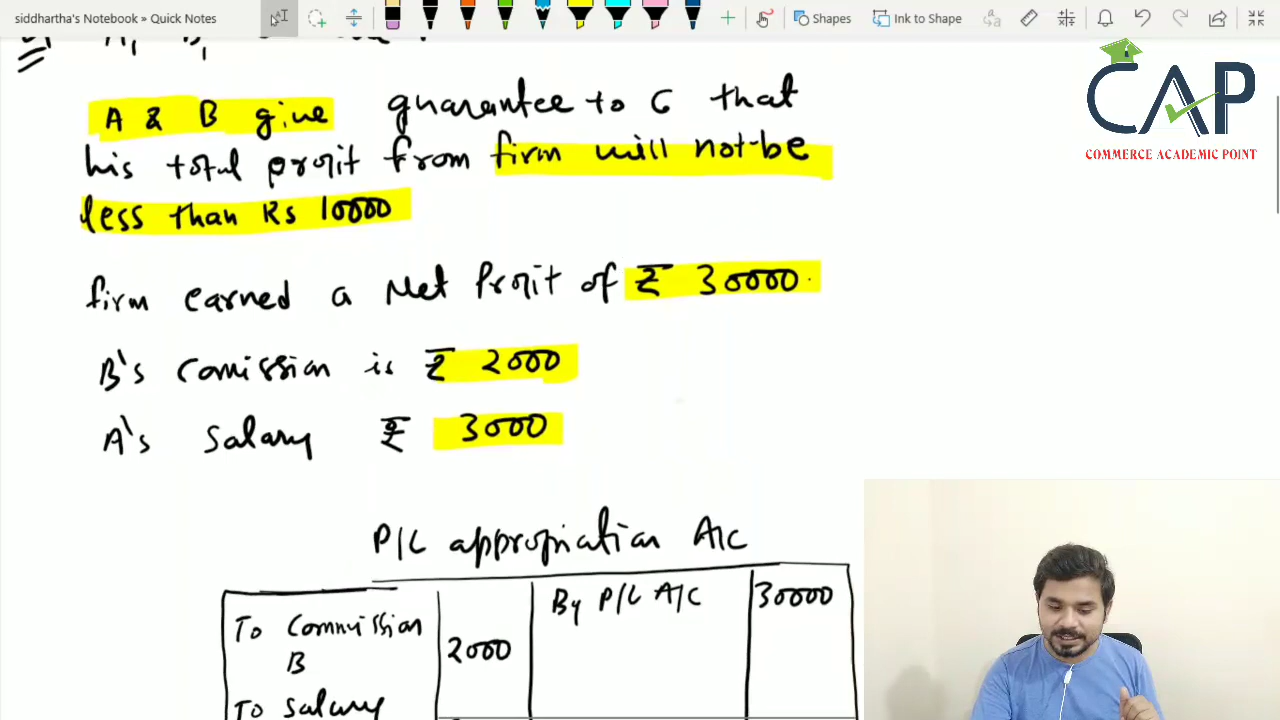 siddhartha's Notebook » Quick Notes
Shapes
Ink to Shape
CAP
COMMERCE ACADEMIC POINT
A & B give guarantee to C that
his total profit from firm will not be
less than Rs 10000
firm earned a Net Profit of ₹ 30000.
B's Comission is ₹ 2000
A's Salary ₹ 3000
P/L appropriation A/C
By P/L A/C 30000
To Commission
B 2000
To Salary